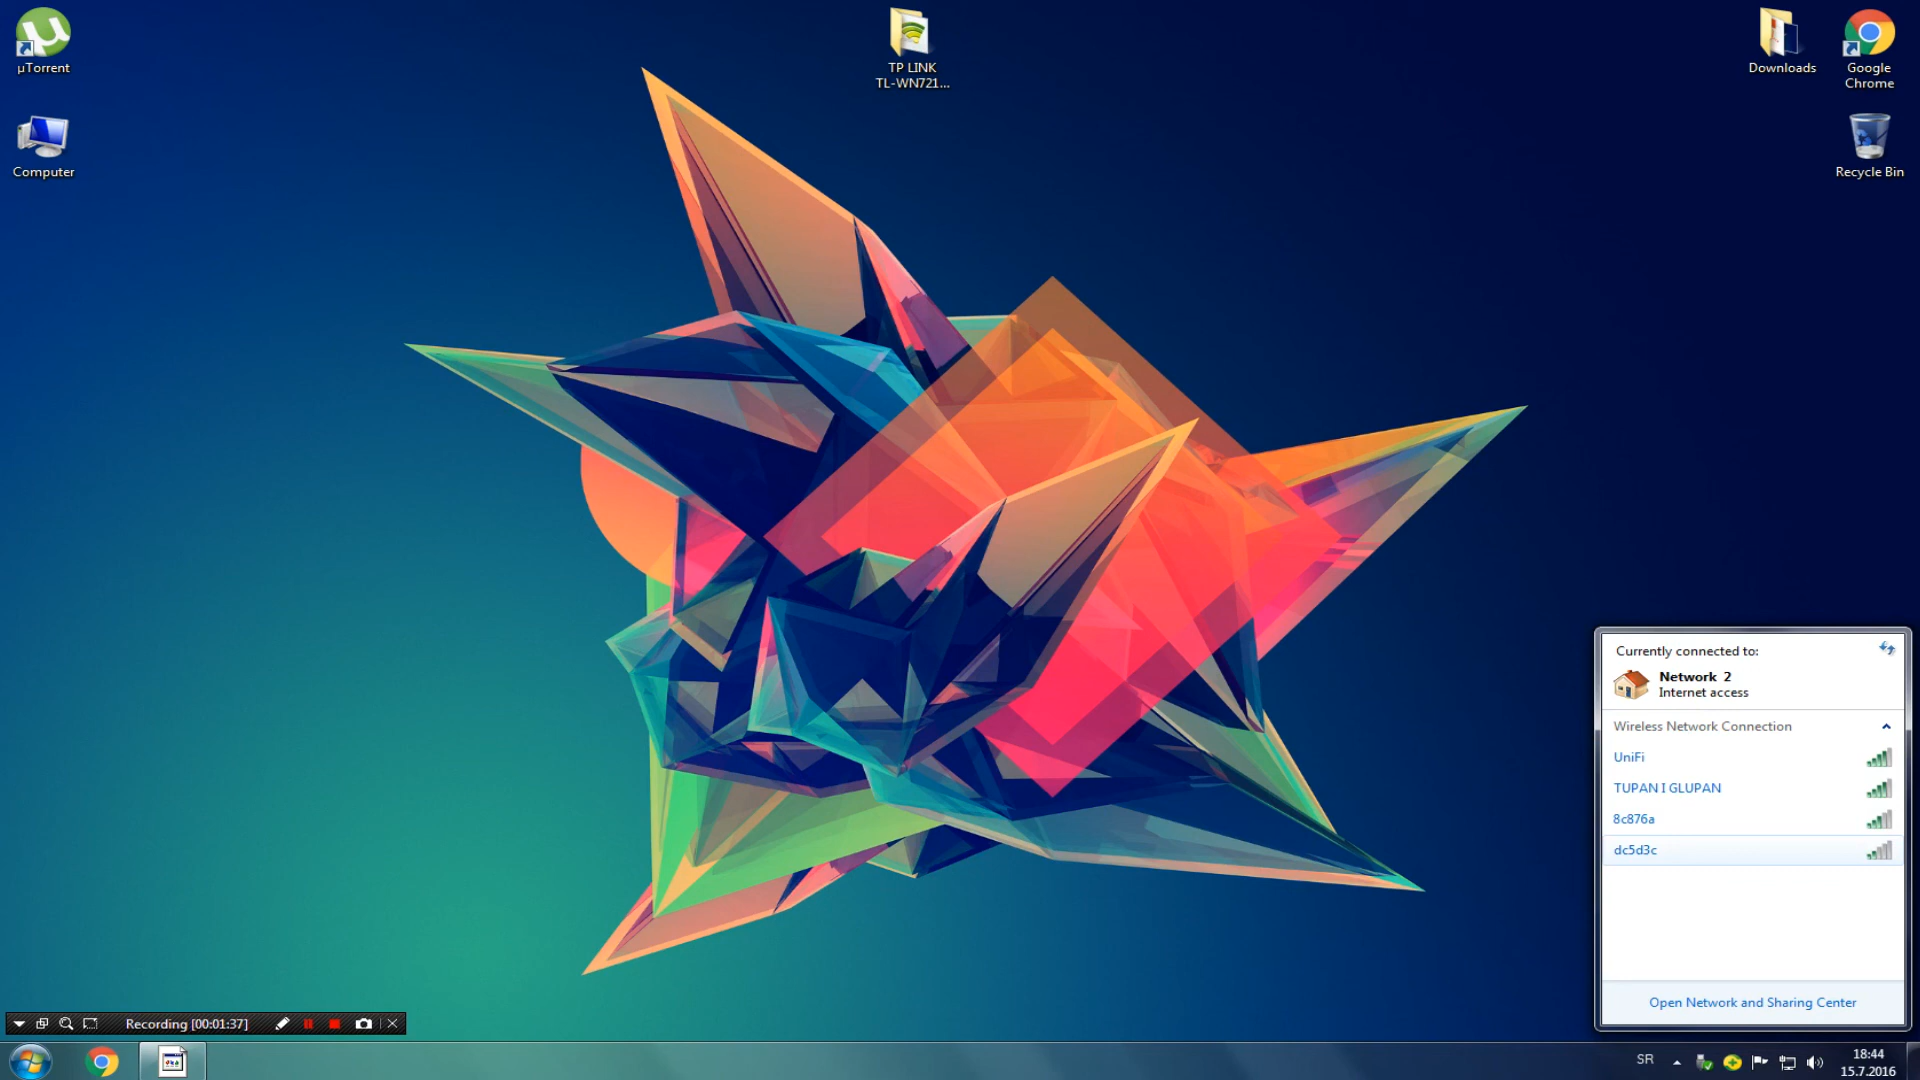 µTorrent
Computer
TP LINK
TL-WN721...
Downloads
Google
Chrome
Recycle Bin
Currently connected to:
Network 2
Internet access
Wireless Network Connection
UniFi
TUPAN I GLUPAN
8c876a
dc5d3c
Open Network and Sharing Center
Recording [00:01:37]
SR
18:44
15.7.2016